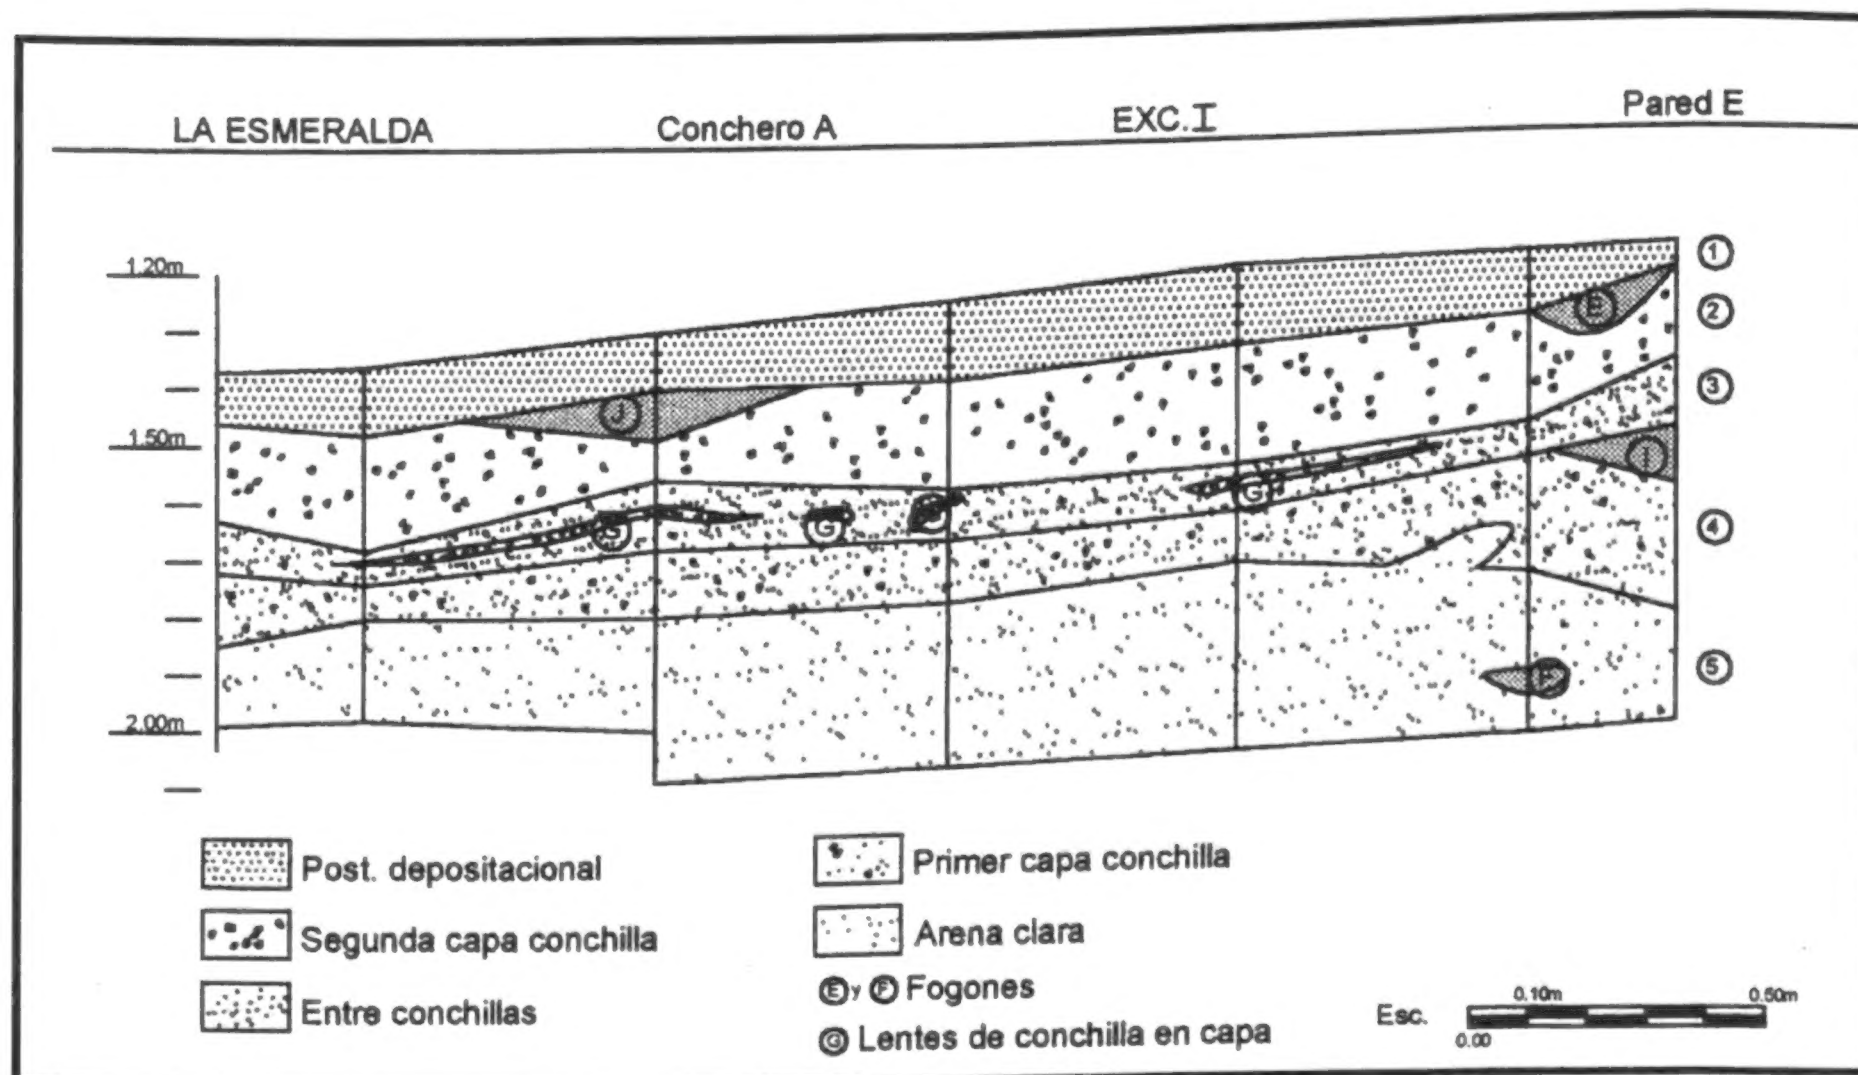 LA ESMERALDA Conchero A EXC.I Pared E
1.20m
1.50m
2.00m
1
2
3
4
5
E
J
I
G G G
F
Post. depositacional
Segunda capa conchilla
Entre conchillas
Primer capa conchilla
Arena clara
E y F Fogones
G Lentes de conchilla en capa
Esc. 0.00 0.10m 0.50m